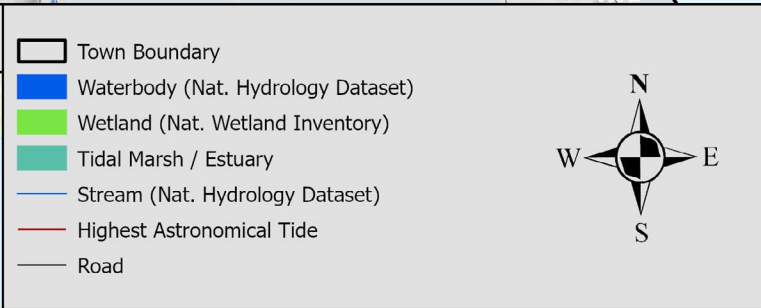 Town Boundary
Waterbody (Nat. Hydrology Dataset)
Wetland (Nat. Wetland Inventory)
Tidal Marsh / Estuary
Stream (Nat. Hydrology Dataset)
Highest Astronomical Tide
Road
N
W E
S